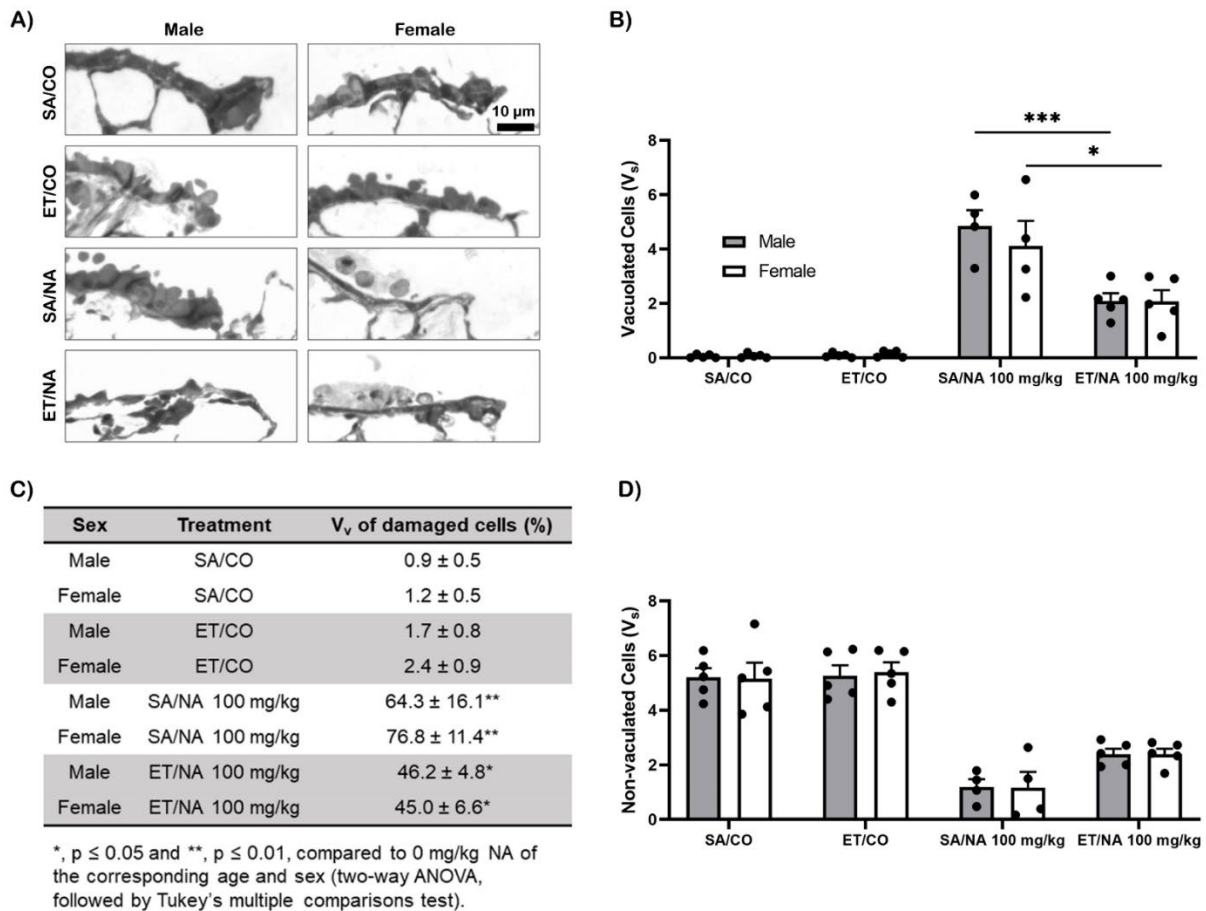 A)
Male Female
SA/CO
10 µm
ET/CO
SA/NA
ET/NA
B)
Vacuolated Cells (Vs)
8
6
4
2
0
***
*
Male
Female
SA/CO ET/CO SA/NA 100 mg/kg ET/NA 100 mg/kg
C)
Sex Treatment Vv of damaged cells (%)
Male SA/CO 0.9 ± 0.5
Female SA/CO 1.2 ± 0.5
Male ET/CO 1.7 ± 0.8
Female ET/CO 2.4 ± 0.9
Male SA/NA 100 mg/kg 64.3 ± 16.1**
Female SA/NA 100 mg/kg 76.8 ± 11.4**
Male ET/NA 100 mg/kg 46.2 ± 4.8*
Female ET/NA 100 mg/kg 45.0 ± 6.6*
*, p ≤ 0.05 and **, p ≤ 0.01, compared to 0 mg/kg NA of
the corresponding age and sex (two-way ANOVA,
followed by Tukey's multiple comparisons test).
D)
Non-vaculated Cells (Vs)
8
6
4
2
0
SA/CO ET/CO SA/NA 100 mg/kg ET/NA 100 mg/kg